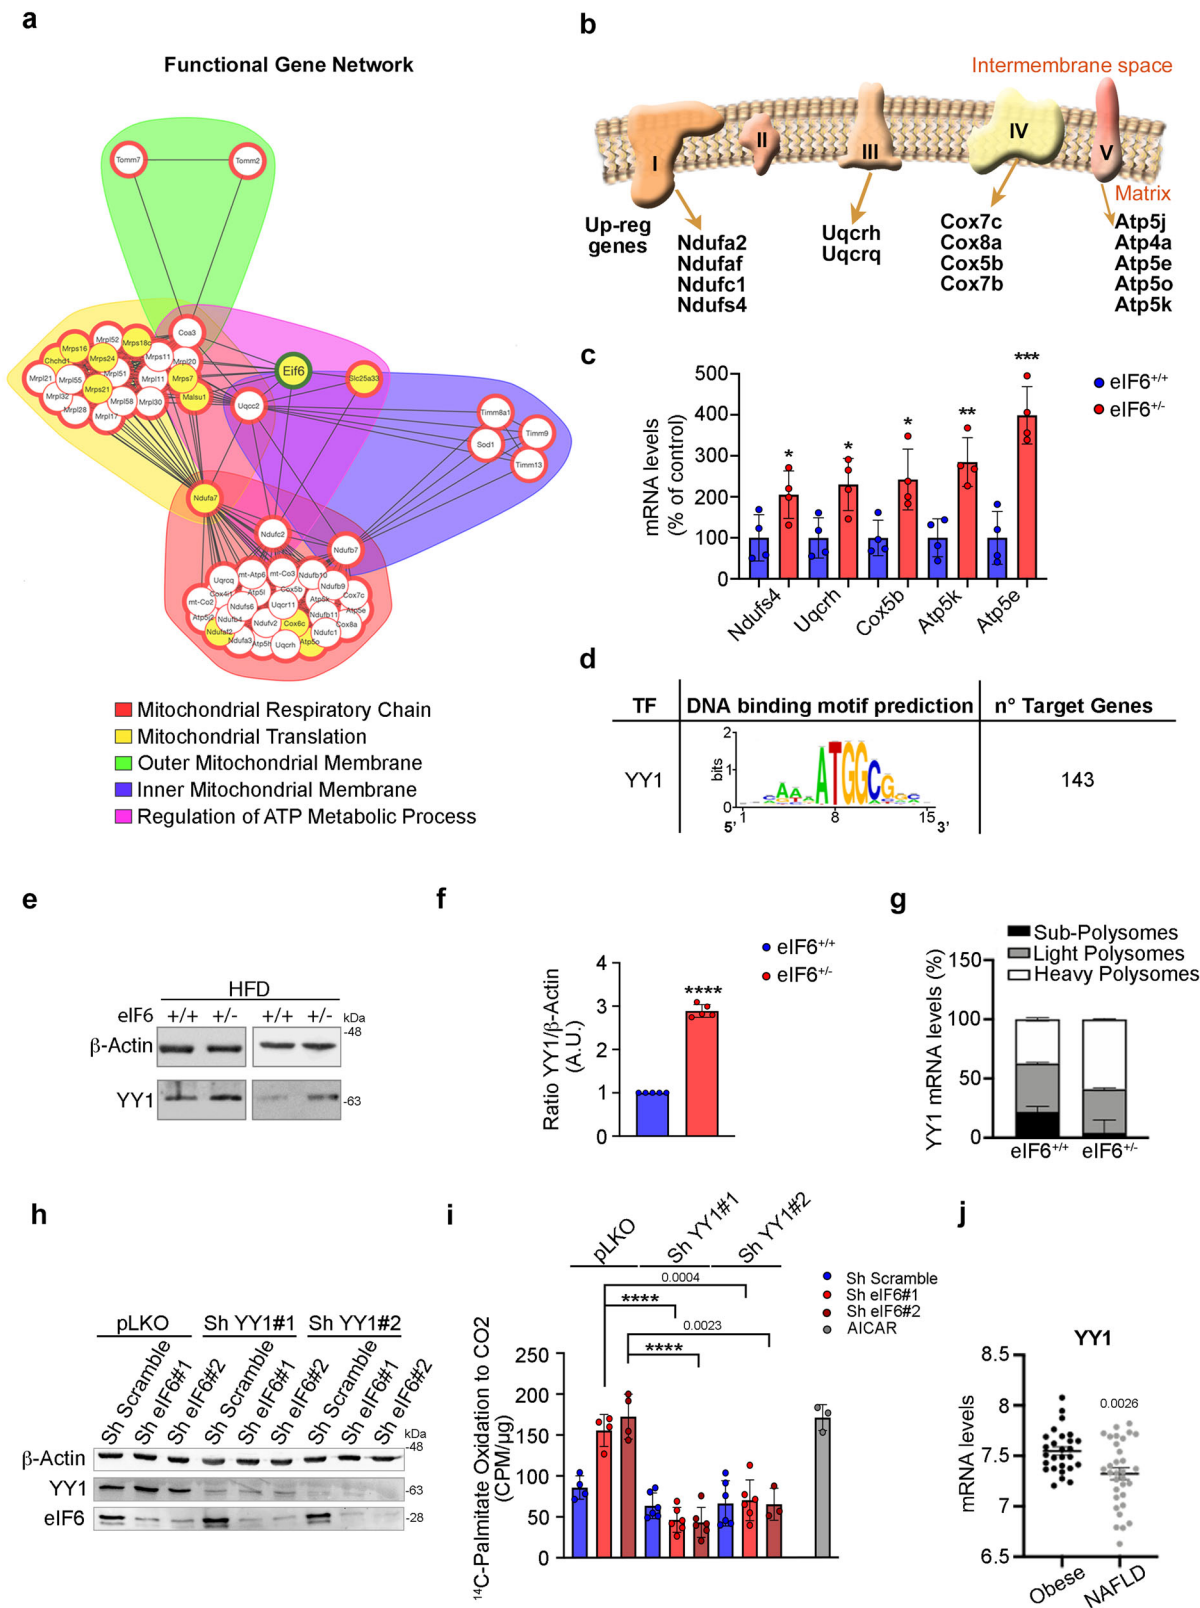 a
Functional Gene Network
Tomm7
Tomm2
Coa3
Mrps16
Mrpl52
Mrps18c
Chchd1
Mrps24
Mrps11
Mrpl20
Mrpl21
Mrpl55
Mrpl51
Mrpl11
Mrps7
Mrps21
Mrpl32
Mrpl58
Mrpl30
Malsu1
Mrpl28
Mrpl17
Eif6
Slc25a33
Uqcc2
Timm8a1
Timm9
Sod1
Timm13
Ndufa7
Ndufc2
Ndufb7
Uqcrq
mt-Atp6
mt-Co3
Ndufb10
Cox4i1
Atp5l
Cox5b
Ndufb9
Cox7c
mt-Co2
Ndufs6
Uqcr11
Atp5k
Atp5e
Atp5j2
Ndufb4
Ndufv2
Cox6c
Ndufb11
Cox8a
Ndufaf2
Ndufa3
Atp5h
Uqcrh
Atp5o
Ndufc1
Mitochondrial Respiratory Chain
Mitochondrial Translation
Outer Mitochondrial Membrane
Inner Mitochondrial Membrane
Regulation of ATP Metabolic Process
b
Intermembrane space
I
II
III
IV
V
Matrix
Up-reg
genes
Ndufa2
Ndufaf
Ndufc1
Ndufs4
Uqcrh
Uqcrq
Cox7c
Cox8a
Cox5b
Cox7b
Atp5j
Atp4a
Atp5e
Atp5o
Atp5k
c
mRNA levels
(% of control)
500
400
300
200
100
0
* * * ** ***
eIF6+/+
eIF6+/-
Ndufs4
Uqcrh
Cox5b
Atp5k
Atp5e
d
TF DNA binding motif prediction n° Target Genes
YY1
bits
2
1
0
ATGGC
5' 1 8 15 3'
143
e
HFD
eIF6 +/+ +/- +/+ +/- kDa
-48
β-Actin
YY1
-63
f
Ratio YY1/β-Actin
(A.U.)
4
3
2
1
0
****
eIF6+/+
eIF6+/-
g
Sub-Polysomes
Light Polysomes
Heavy Polysomes
YY1 mRNA levels (%)
150
100
50
0
eIF6+/+ eIF6+/-
h
pLKO Sh YY1#1 Sh YY1#2
Sh Scramble
Sh eIF6#1
Sh eIF6#2
Sh Scramble
Sh eIF6#1
Sh eIF6#2
Sh Scramble
Sh eIF6#1
Sh eIF6#2
kDa
-48
β-Actin
YY1 -63
eIF6 -28
i
pLKO
Sh YY1#1
Sh YY1#2
0.0004
****
0.0023
****
Sh Scramble
Sh eIF6#1
Sh eIF6#2
AICAR
14C-Palmitate Oxidation to CO2
(CPM/µg)
250
200
150
100
50
0
j
YY1
mRNA levels
8.5
8
7.5
7
6.5
0.0026
Obese
NAFLD